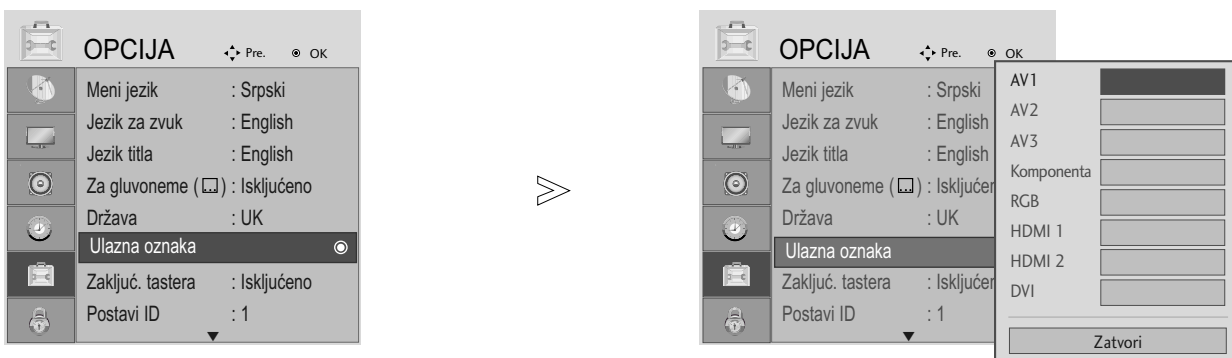 OPCIJA Pre. OK
Meni jezik : Srpski
Jezik za zvuk : English
Jezik titla : English
Za gluvoneme ( ) : Isključeno
Država : UK
Ulazna oznaka
Zaključ. tastera : Isključeno
Postavi ID : 1
OPCIJA Pre. OK
Meni jezik : Srpski
Jezik za zvuk : English
Jezik titla : English
Za gluvoneme ( ) : Isključen
Država : UK
Ulazna oznaka
Zaključ. tastera : Isključen
Postavi ID : 1
AV1
AV2
AV3
Komponenta
RGB
HDMI 1
HDMI 2
DVI
Zatvori